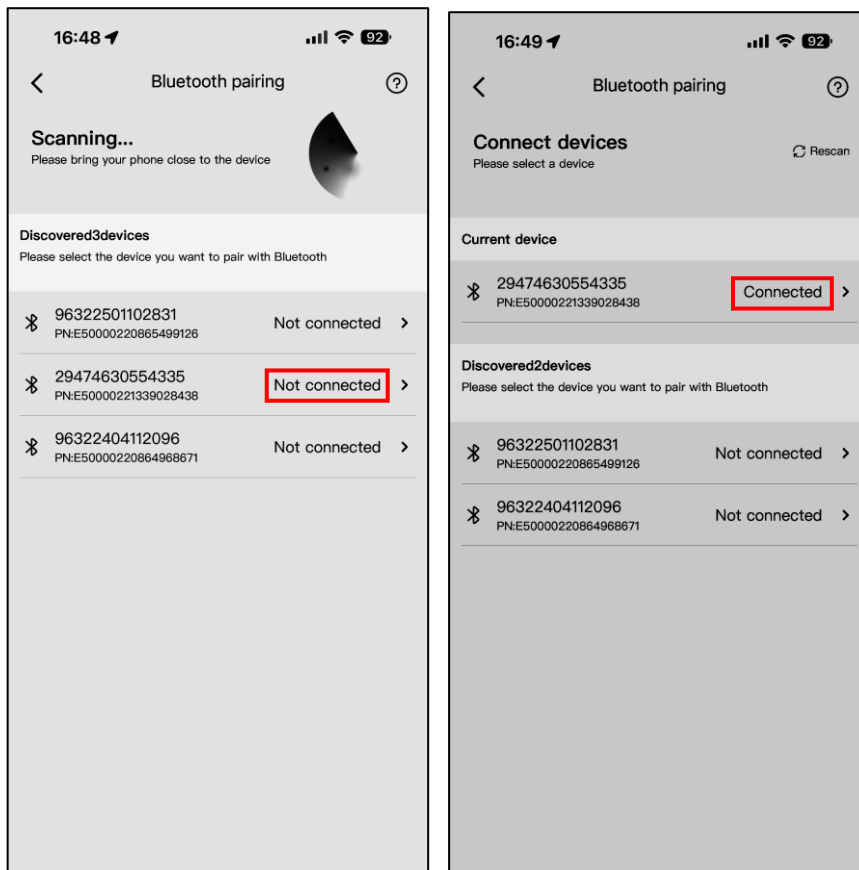 16:48
92
Bluetooth pairing
?
Scanning...
Please bring your phone close to the device
Discovered3devices
Please select the device you want to pair with Bluetooth
96322501102831
Not connected
PN:E50000220865499126
29474630554335
Not connected
PN:E50000221339028438
96322404112096
Not connected
PN:E50000220864968671
16:49
92
Bluetooth pairing
?
Connect devices
Rescan
Please select a device
Current device
29474630554335
Connected
PN:E50000221339028438
Discovered2devices
Please select the device you want to pair with Bluetooth
96322501102831
Not connected
PN:E50000220865499126
96322404112096
Not connected
PN:E50000220864968671